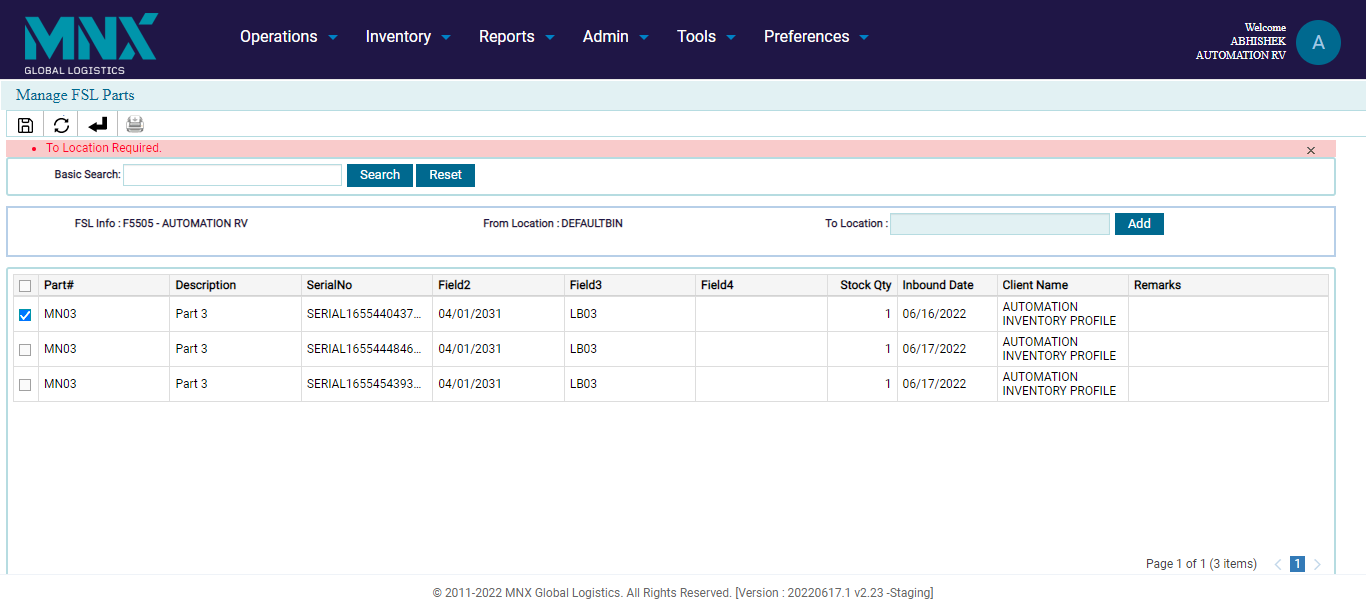 MNX
GLOBAL LOGISTICS
Operations Inventory Reports Admin Tools Preferences
Welcome
ABHISHEK
AUTOMATION RV
A
Manage FSL Parts
To Location Required.
Basic Search: Search Reset
FSL Info : F5505 - AUTOMATION RV From Location : DEFAULTBIN To Location : Add
Part# Description SerialNo Field2 Field3 Field4 Stock Qty Inbound Date Client Name Remarks
MN03 Part 3 SERIAL1655440437... 04/01/2031 LB03 1 06/16/2022 AUTOMATION
INVENTORY PROFILE
MN03 Part 3 SERIAL1655444846... 04/01/2031 LB03 1 06/17/2022 AUTOMATION
INVENTORY PROFILE
MN03 Part 3 SERIAL1655454393... 04/01/2031 LB03 1 06/17/2022 AUTOMATION
INVENTORY PROFILE
Page 1 of 1 (3 items) 1
© 2011-2022 MNX Global Logistics. All Rights Reserved. [Version : 20220617.1 v2.23 -Staging]